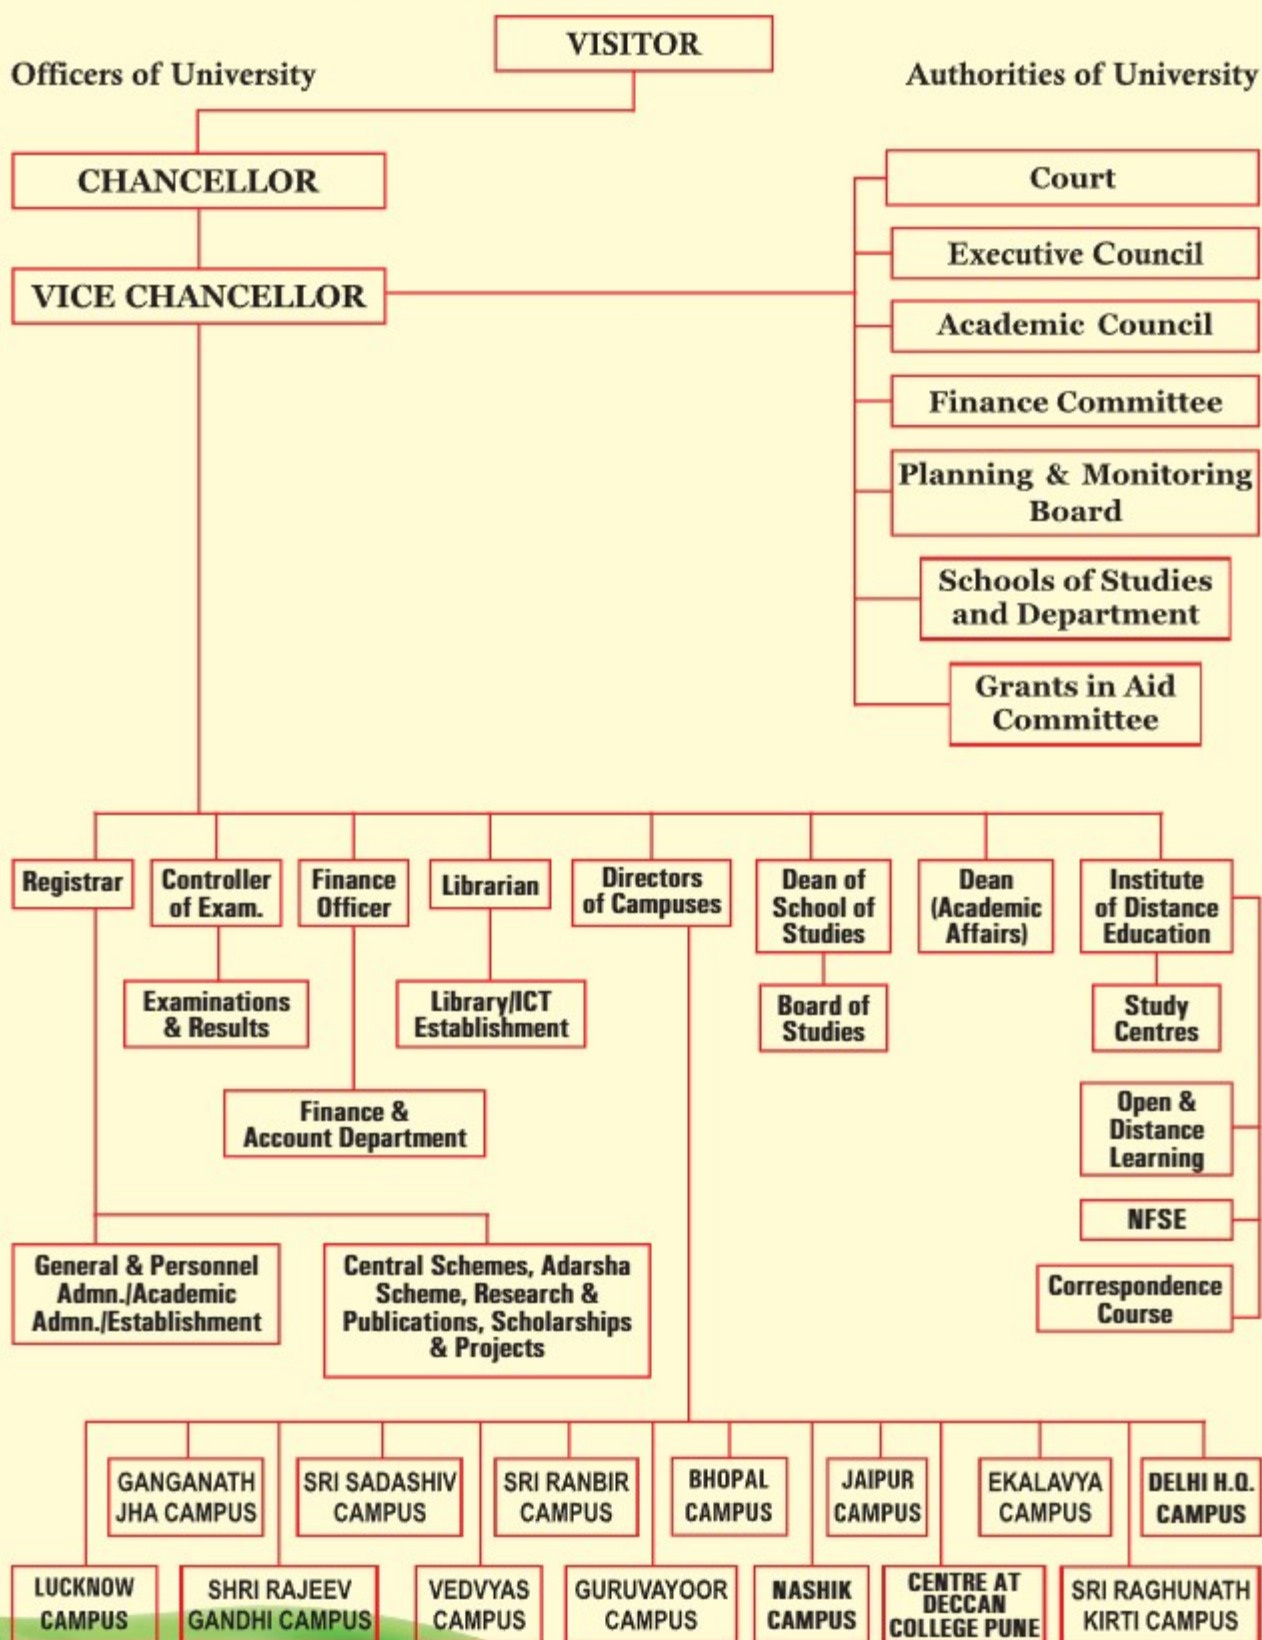 VISITOR
Officers of University
Authorities of University
CHANCELLOR
VICE CHANCELLOR
Court
Executive Council
Academic Council
Finance Committee
Planning & Monitoring
Board
Schools of Studies
and Department
Grants in Aid
Committee
Registrar
Controller
of Exam.
Finance
Officer
Librarian
Directors
of Campuses
Dean of
School of
Studies
Dean
(Academic
Affairs)
Institute
of Distance
Education
Examinations
& Results
Library/ICT
Establishment
Board of
Studies
Study
Centres
Finance &
Account Department
Open &
Distance
Learning
NFSE
General & Personnel
Admn./Academic
Admn./Establishment
Central Schemes, Adarsha
Scheme, Research &
Publications, Scholarships
& Projects
Correspondence
Course
GANGANATH
JHA CAMPUS
SRI SADASHIV
CAMPUS
SRI RANBIR
CAMPUS
BHOPAL
CAMPUS
JAIPUR
CAMPUS
EKALAVYA
CAMPUS
DELHI H.Q.
CAMPUS
LUCKNOW
CAMPUS
SHRI RAJEEV
GANDHI CAMPUS
VEDVYAS
CAMPUS
GURUVAYOOR
CAMPUS
NASHIK
CAMPUS
CENTRE AT
DECCAN
COLLEGE PUNE
SRI RAGHUNATH
KIRTI CAMPUS